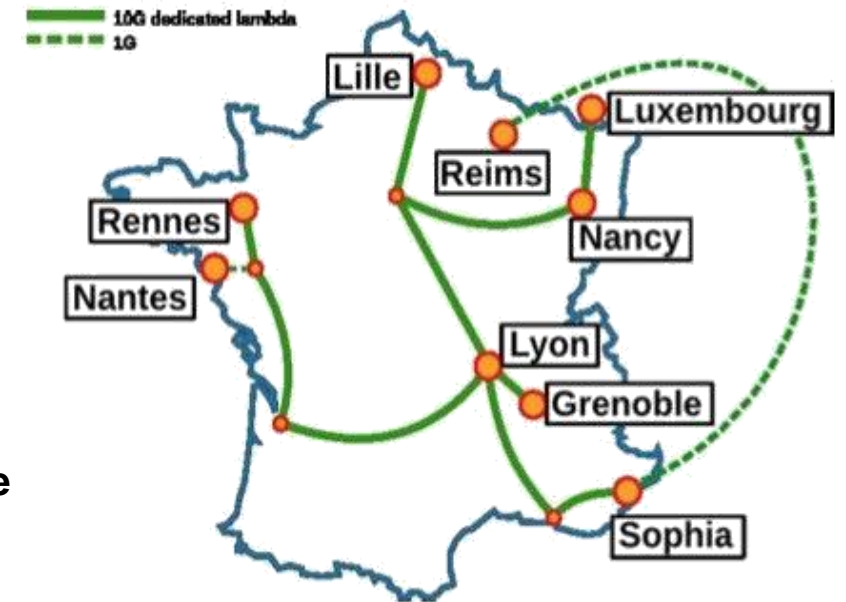 10G dedicated lambda
1G
Lille
Luxembourg
Reims
Rennes
Nancy
Nantes
Lyon
Grenoble
e
Sophia